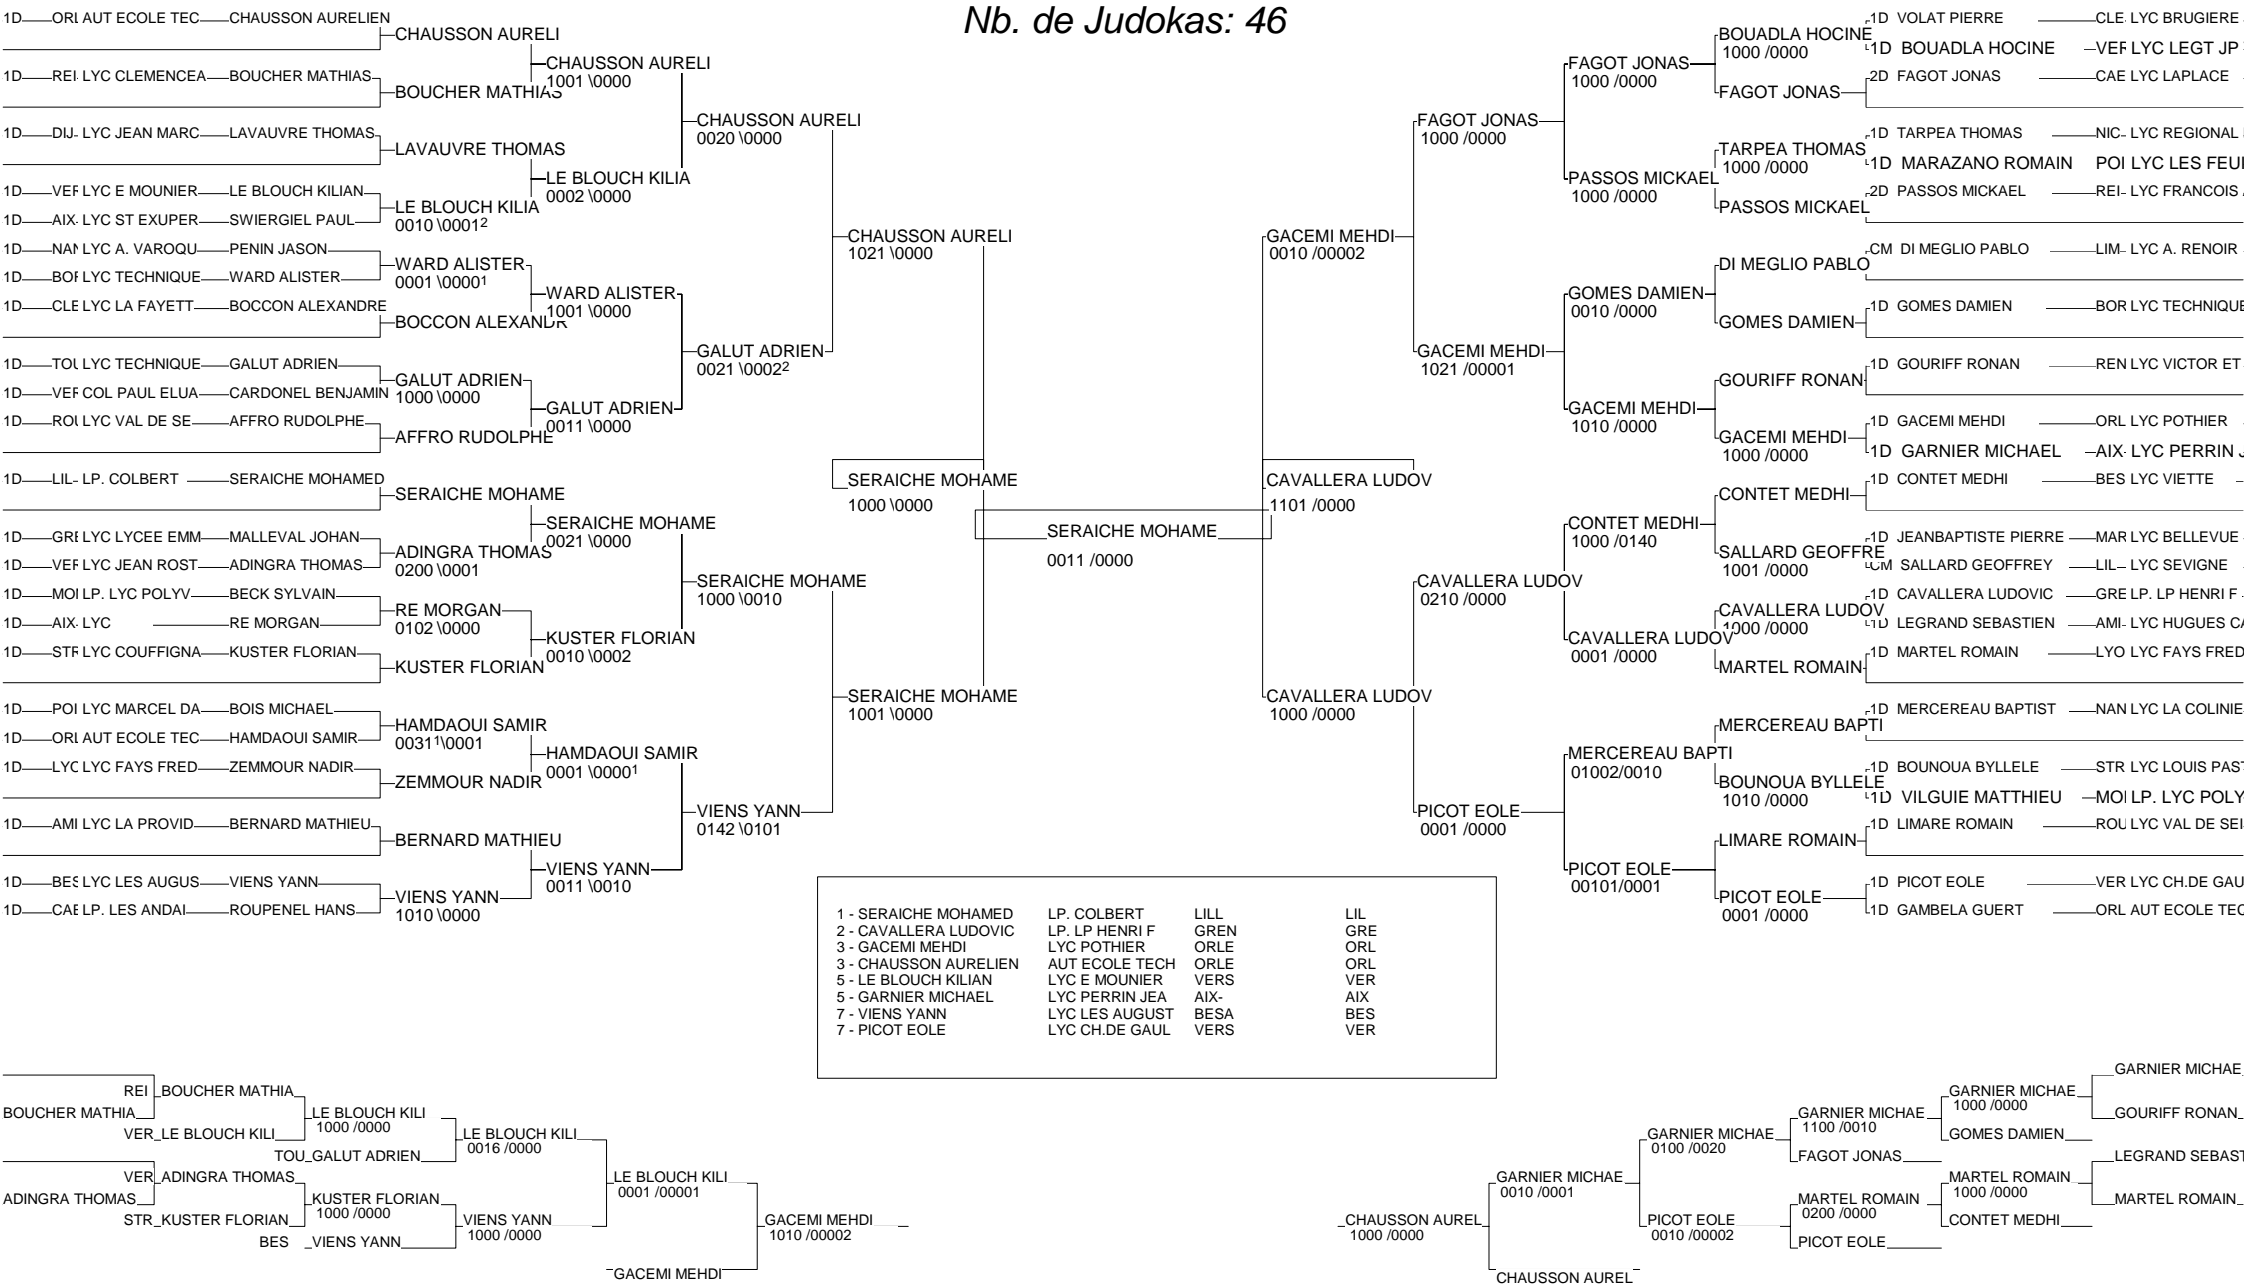 Nb. de Judokas: 46
1D ORL AUT ECOLE TEC CHAUSSON AURELIEN
1D REI- LYC CLEMENCEA BOUCHER MATHIAS
1D DIJ- LYC JEAN MARC LAVAUVRE THOMAS
1D VER LYC E MOUNIER LE BLOUCH KILIAN
1D AIX- LYC ST EXUPER SWIERGIEL PAUL
1D NAN LYC A. VAROQU PENIN JASON
1D BOR LYC TECHNIQUE WARD ALISTER
1D CLE LYC LA FAYETT BOCCON ALEXANDRE
1D TOU LYC TECHNIQUE GALUT ADRIEN
1D VER COL PAUL ELUA CARDONEL BENJAMIN
1D ROU LYC VAL DE SE AFFRO RUDOLPHE
1D LIL- LP. COLBERT SERAICHE MOHAMED
1D GRE LYC LYCEE EMM MALLEVAL JOHAN
1D VER LYC JEAN ROST ADINGRA THOMAS
1D MOI LP. LYC POLYV BECK SYLVAIN
1D AIX- LYC RE MORGAN
1D STR LYC COUFFIGNA KUSTER FLORIAN
1D POI LYC MARCEL DA BOIS MICHAEL
1D ORL AUT ECOLE TEC HAMDAOUI SAMIR
1D LYC LYC FAYS FRED ZEMMOUR NADIR
1D AMI LYC LA PROVID BERNARD MATHIEU
1D BES LYC LES AUGUS VIENS YANN
1D CAE LP. LES ANDAI ROUPENEL HANS
CHAUSSON AURELI
BOUCHER MATHIAS
LAVAUVRE THOMAS
LE BLOUCH KILIA
0010 \0001²
WARD ALISTER
0001 \0000¹
BOCCON ALEXANDR
GALUT ADRIEN
1000 \0000
AFFRO RUDOLPHE
SERAICHE MOHAME
ADINGRA THOMAS
0200 \0001
RE MORGAN
0102 \0000
KUSTER FLORIAN
HAMDAOUI SAMIR
0031¹\0001
ZEMMOUR NADIR
BERNARD MATHIEU
VIENS YANN
1010 \0000
CHAUSSON AURELI
1001 \0000
LE BLOUCH KILIA
0002 \0000
WARD ALISTER
1001 \0000
GALUT ADRIEN
0011 \0000
SERAICHE MOHAME
0021 \0000
KUSTER FLORIAN
0010 \0002
HAMDAOUI SAMIR
0001 \0000¹
VIENS YANN
0011 \0010
CHAUSSON AURELI
0020 \0000
GALUT ADRIEN
0021 \0002²
SERAICHE MOHAME
1000 \0010
VIENS YANN
0142 \0101
CHAUSSON AURELI
1021 \0000
SERAICHE MOHAME
1001 \0000
SERAICHE MOHAME
1000 \0000
SERAICHE MOHAME
0011 /0000
CAVALLERA LUDOV
1101 /0000
GACEMI MEHDI
0010 /00002
CAVALLERA LUDOV
1000 /0000
FAGOT JONAS
1000 /0000
GACEMI MEHDI
1021 /00001
CAVALLERA LUDOV
0210 /0000
PICOT EOLE
0001 /0000
FAGOT JONAS
1000 /0000
PASSOS MICKAEL
1000 /0000
GOMES DAMIEN
0010 /0000
GACEMI MEHDI
1010 /0000
CONTET MEDHI
1000 /0140
CAVALLERA LUDOV
0001 /0000
MERCEREAU BAPTI
01002/0010
PICOT EOLE
00101/0001
BOUADLA HOCINE
1000 /0000
FAGOT JONAS
TARPEA THOMAS
1000 /0000
PASSOS MICKAEL
DI MEGLIO PABLO
GOMES DAMIEN
GOURIFF RONAN
GACEMI MEHDI
1000 /0000
CONTET MEDHI
SALLARD GEOFFRE
1001 /0000
CAVALLERA LUDOV
1000 /0000
MARTEL ROMAIN
MERCEREAU BAPTI
BOUNOUA BYLLELE
1010 /0000
LIMARE ROMAIN
PICOT EOLE
0001 /0000
1D VOLAT PIERRE CLE- LYC BRUGIERE
1D BOUADLA HOCINE VER LYC LEGT JP
2D FAGOT JONAS CAE LYC LAPLACE
1D TARPEA THOMAS NIC- LYC REGIONAL
1D MARAZANO ROMAIN POI LYC LES FEUI
2D PASSOS MICKAEL REI- LYC FRANCOIS
CM DI MEGLIO PABLO LIM- LYC A. RENOIR
1D GOMES DAMIEN BOR LYC TECHNIQUE
1D GOURIFF RONAN REN LYC VICTOR ET
1D GACEMI MEHDI ORL LYC POTHIER
1D GARNIER MICHAEL AIX- LYC PERRIN J
1D CONTET MEDHI BES LYC VIETTE
1D JEANBAPTISTE PIERRE MAR LYC BELLEVUE
CM SALLARD GEOFFREY LIL- LYC SEVIGNE
1D CAVALLERA LUDOVIC GRE LP. LP HENRI F
1D LEGRAND SEBASTIEN AMI- LYC HUGUES CA
1D MARTEL ROMAIN LYO LYC FAYS FRED
1D MERCEREAU BAPTIST NAN LYC LA COLINIE
1D BOUNOUA BYLLELE STR LYC LOUIS PAST
1D VILGUIE MATTHIEU MOI LP. LYC POLY
1D LIMARE ROMAIN ROU LYC VAL DE SEI
1D PICOT EOLE VER LYC CH.DE GAU
1D GAMBELA GUERT ORL AUT ECOLE TEC
1 - SERAICHE MOHAMED LP. COLBERT LILL LIL
2 - CAVALLERA LUDOVIC LP. LP HENRI F GREN GRE
3 - GACEMI MEHDI LYC POTHIER ORLE ORL
3 - CHAUSSON AURELIEN AUT ECOLE TECH ORLE ORL
5 - LE BLOUCH KILIAN LYC E MOUNIER VERS VER
5 - GARNIER MICHAEL LYC PERRIN JEA AIX- AIX
7 - VIENS YANN LYC LES AUGUST BESA BES
7 - PICOT EOLE LYC CH.DE GAUL VERS VER
REI BOUCHER MATHIA
BOUCHER MATHIA
VER LE BLOUCH KILI
TOU GALUT ADRIEN
VER ADINGRA THOMAS
ADINGRA THOMAS
STR KUSTER FLORIAN
BES VIENS YANN
LE BLOUCH KILI
1000 /0000
KUSTER FLORIAN
1000 /0000
LE BLOUCH KILI
0016 /0000
VIENS YANN
1000 /0000
LE BLOUCH KILI
0001 /00001
GACEMI MEHDI
GACEMI MEHDI
1010 /00002
CHAUSSON AUREL
1000 /0000
GARNIER MICHAE
0010 /0001
CHAUSSON AUREL
GARNIER MICHAE
0100 /0020
PICOT EOLE
0010 /00002
GARNIER MICHAE
1100 /0010
FAGOT JONAS
MARTEL ROMAIN
0200 /0000
PICOT EOLE
GARNIER MICHAE
1000 /0000
GOMES DAMIEN
MARTEL ROMAIN
1000 /0000
CONTET MEDHI
GARNIER MICHAE
GOURIFF RONAN
LEGRAND SEBAST
MARTEL ROMAIN